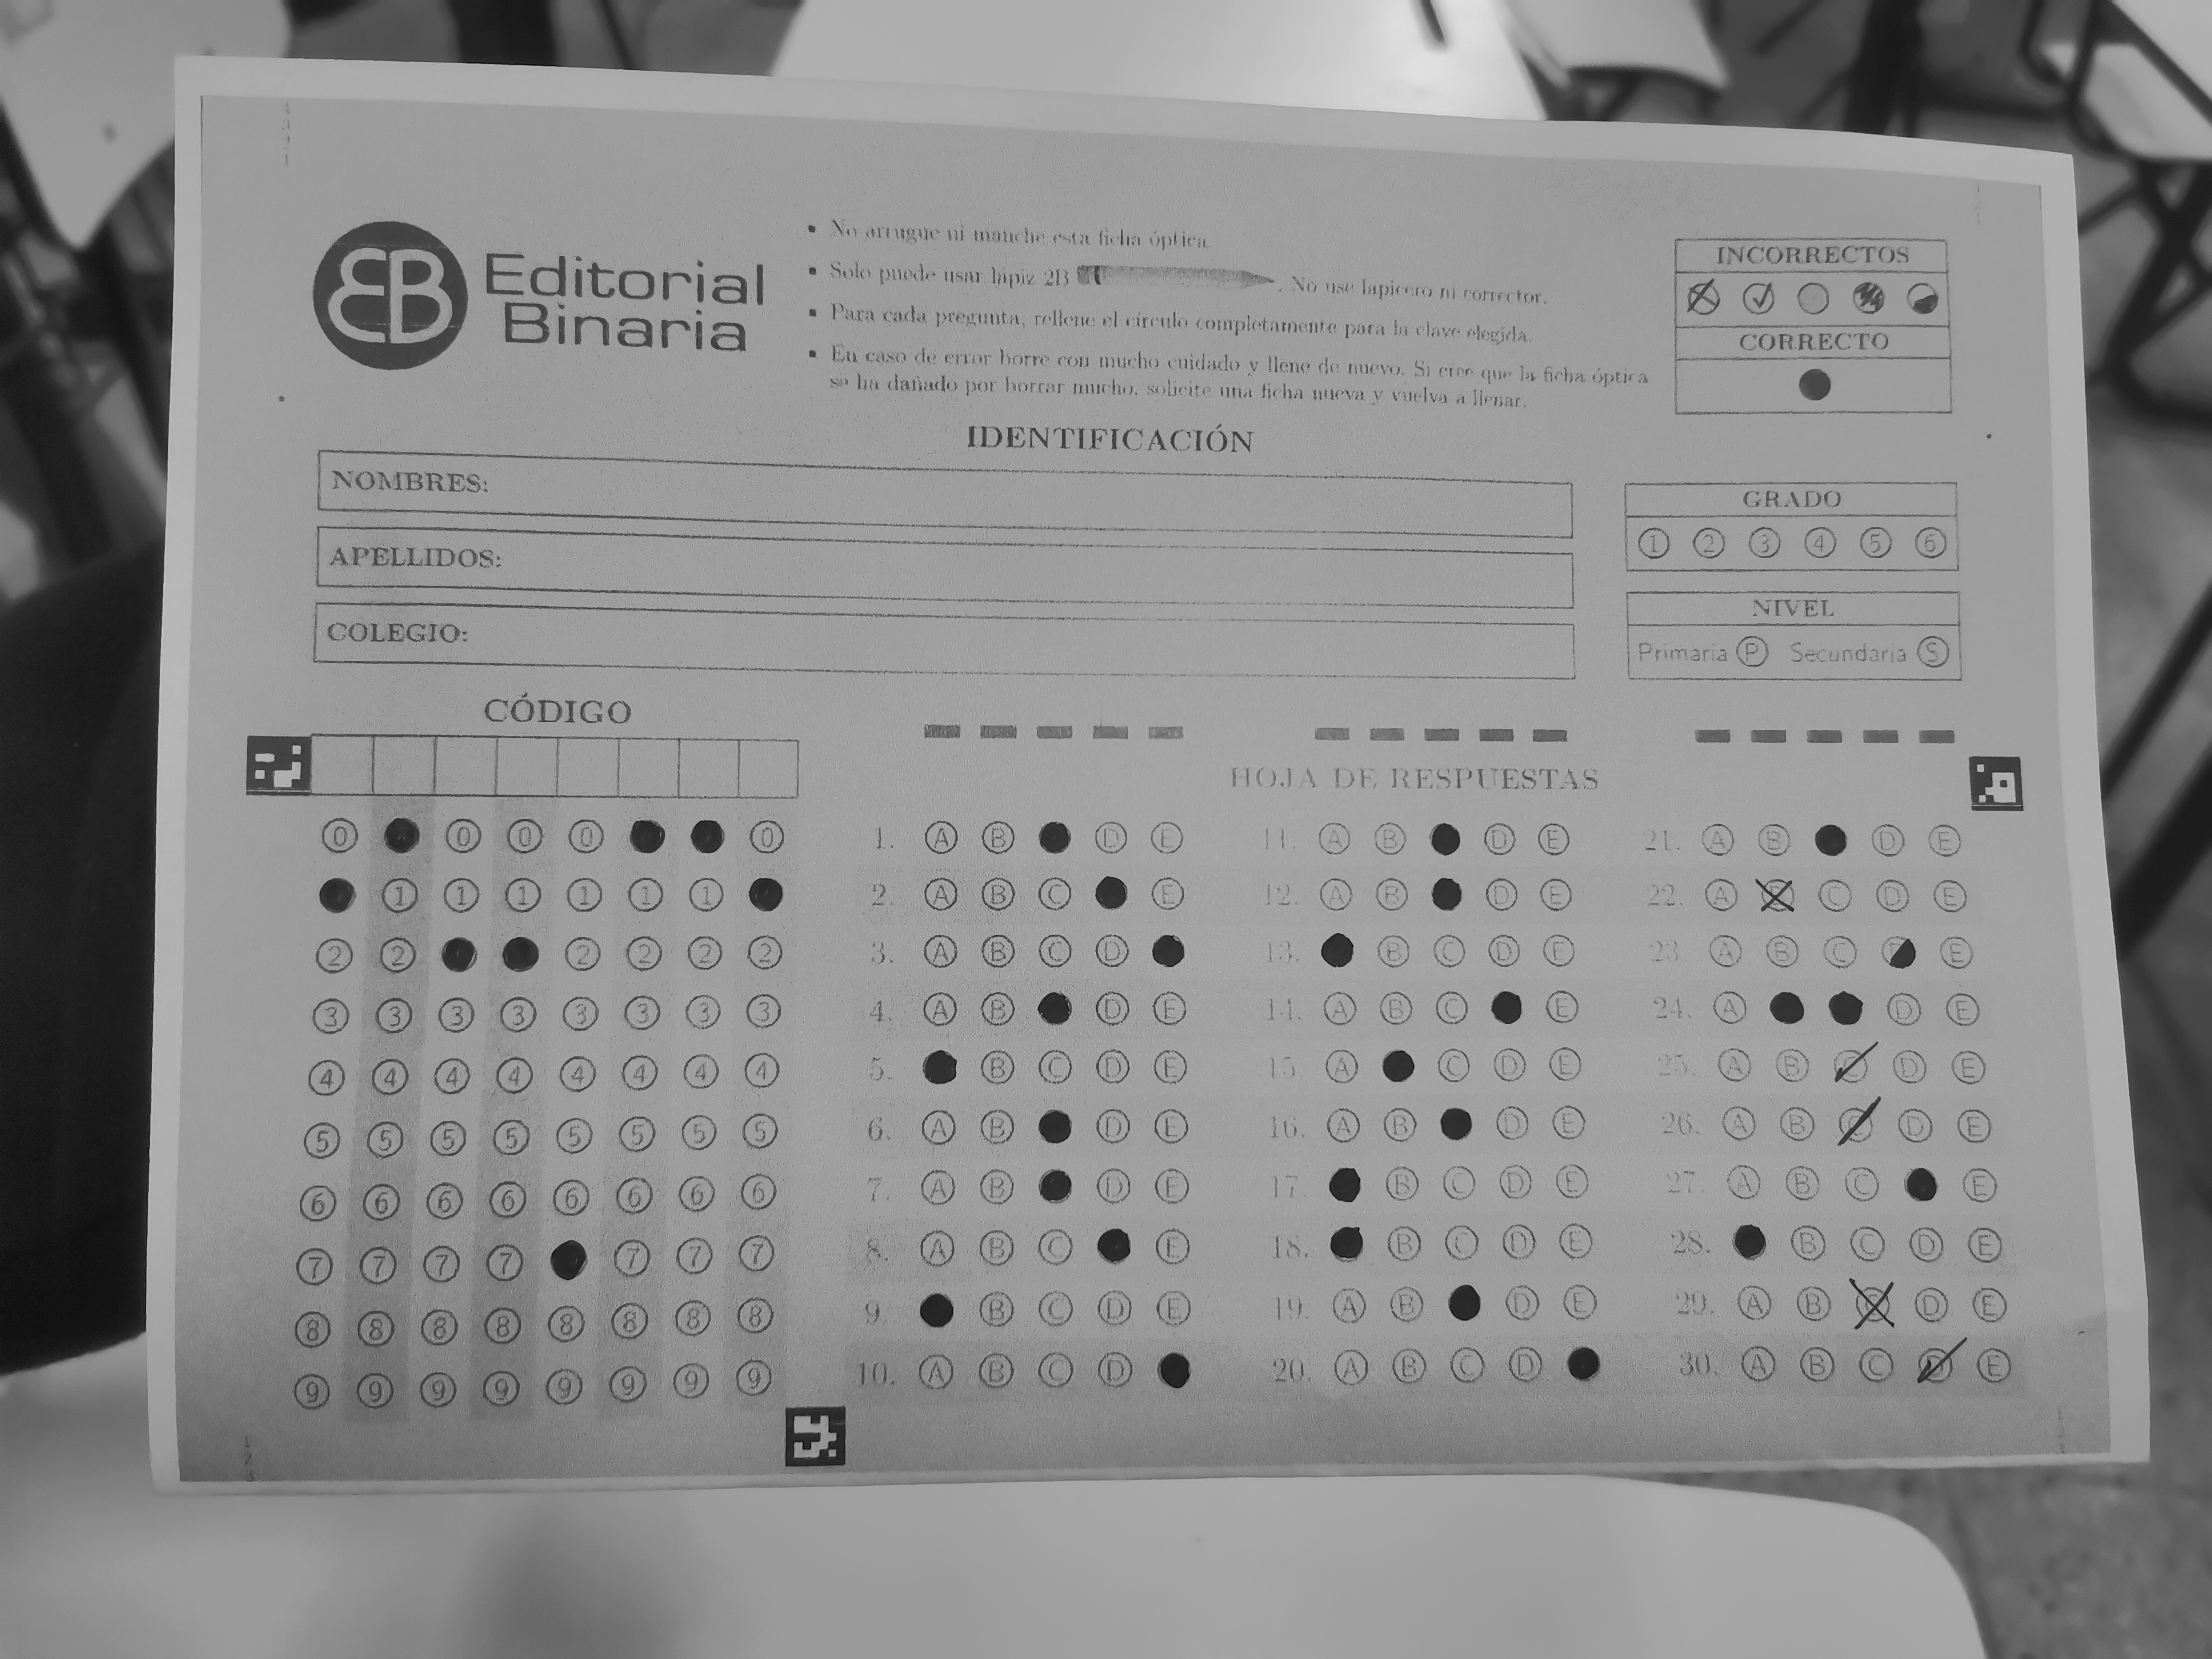 Editorial
Binaria
▪ No arrugue ni manche esta ficha óptica.
▪ Solo puede usar lápiz 2B . No use lapicero ni corrector.
▪ Para cada pregunta, rellene el círculo completamente para la clave elegida.
▪ En caso de error borre con mucho cuidado y llene de nuevo. Si cree que la ficha óptica
se ha dañado por borrar mucho, solicite una ficha nueva y vuelva a llenar.
INCORRECTOS
CORRECTO
IDENTIFICACIÓN
NOMBRES:
APELLIDOS:
COLEGIO:
GRADO
1 2 3 4 5 6
NIVEL
Primaria P Secundaria S
CÓDIGO
0 0 0 0 0
1 1 1 1 1 1
2 2 2 2 2 2
3 3 3 3 3 3 3 3
4 4 4 4 4 4 4 4
5 5 5 5 5 5 5 5
6 6 6 6 6 6 6 6
7 7 7 7 7 7 7
8 8 8 8 8 8 8 8
9 9 9 9 9 9 9 9
HOJA DE RESPUESTAS
1. A B D E
2. A B C E
3. A B C D
4. A B D E
5. B C D E
6. A B D E
7. A B D E
8. A B C E
9. B C D E
10. A B C D
11. A B D E
12. A B D E
13. B C D E
14. A B C E
15. A C D E
16. A B D E
17. B C D E
18. B C D E
19. A B D E
20. A B C D
21. A B D E
22. A B C D E
23. A B C D E
24. A D E
25. A B C D E
26. A B C D E
27. A B C E
28. B C D E
29. A B C D E
30. A B C D E